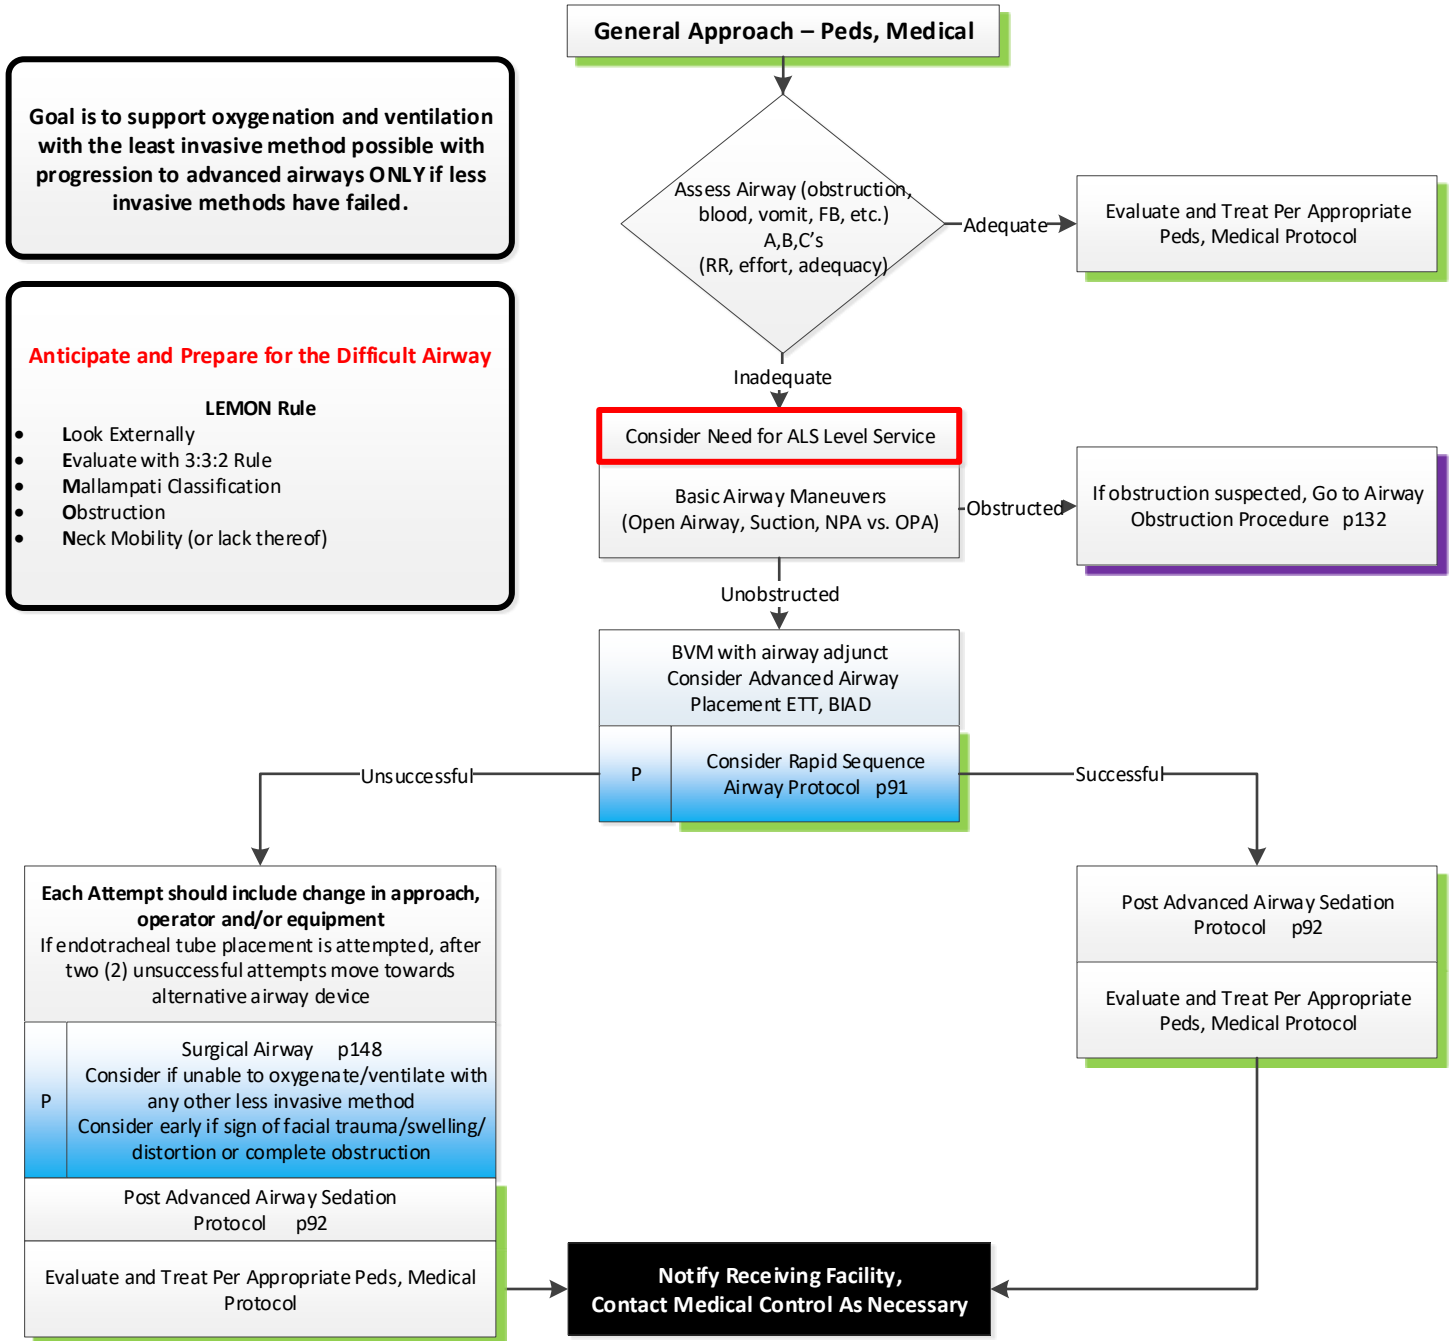 General Approach – Peds, Medical
Goal is to support oxygenation and ventilation
with the least invasive method possible with
progression to advanced airways ONLY if less
invasive methods have failed.
Assess Airway (obstruction,
blood, vomit, FB, etc.)
A,B,C’s
(RR, effort, adequacy)
Adequate
Evaluate and Treat Per Appropriate
Peds, Medical Protocol
Anticipate and Prepare for the Difficult Airway
LEMON Rule
• Look Externally
• Evaluate with 3:3:2 Rule
• Mallampati Classification
• Obstruction
• Neck Mobility (or lack thereof)
Inadequate
Consider Need for ALS Level Service
Basic Airway Maneuvers
(Open Airway, Suction, NPA vs. OPA)
Obstructed
If obstruction suspected, Go to Airway
Obstruction Procedure p132
Unobstructed
BVM with airway adjunct
Consider Advanced Airway
Placement ETT, BIAD
P
Consider Rapid Sequence
Airway Protocol p91
Unsuccessful
Successful
Each Attempt should include change in approach,
operator and/or equipment
If endotracheal tube placement is attempted, after
two (2) unsuccessful attempts move towards
alternative airway device
P
Surgical Airway p148
Consider if unable to oxygenate/ventilate with
any other less invasive method
Consider early if sign of facial trauma/swelling/
distortion or complete obstruction
Post Advanced Airway Sedation
Protocol p92
Evaluate and Treat Per Appropriate Peds, Medical
Protocol
Post Advanced Airway Sedation
Protocol p92
Evaluate and Treat Per Appropriate
Peds, Medical Protocol
Notify Receiving Facility,
Contact Medical Control As Necessary